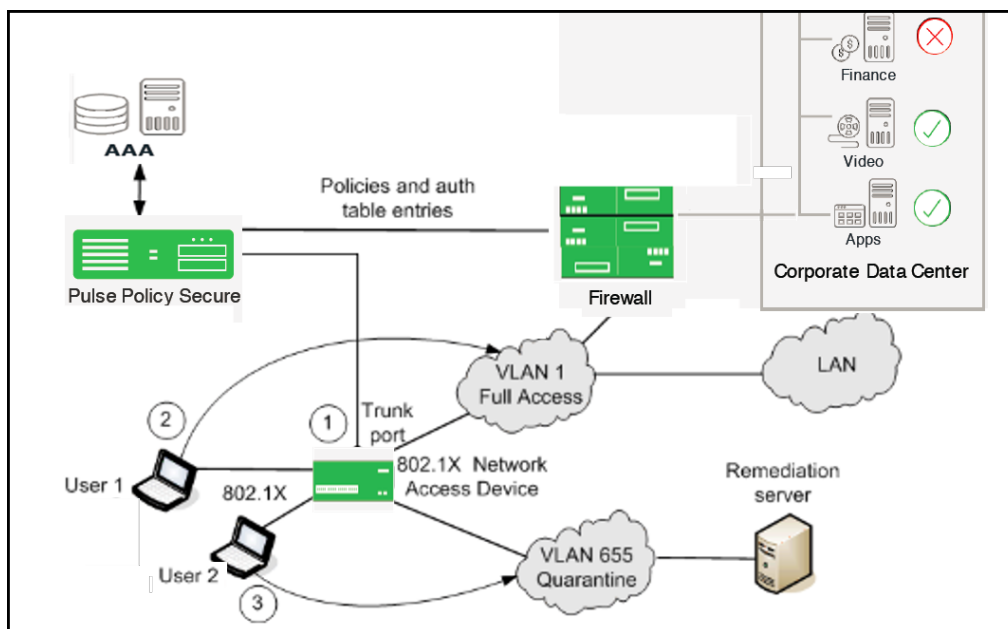 AAA
Policies and auth
table entries
Pulse Policy Secure
Firewall
Finance
Video
Apps
Corporate Data Center
VLAN 1
Full Access
LAN
2
1
Trunk
port
User 1
802.1X
802.1X Network
Access Device
Remediation
server
User 2
3
VLAN 655
Quarantine